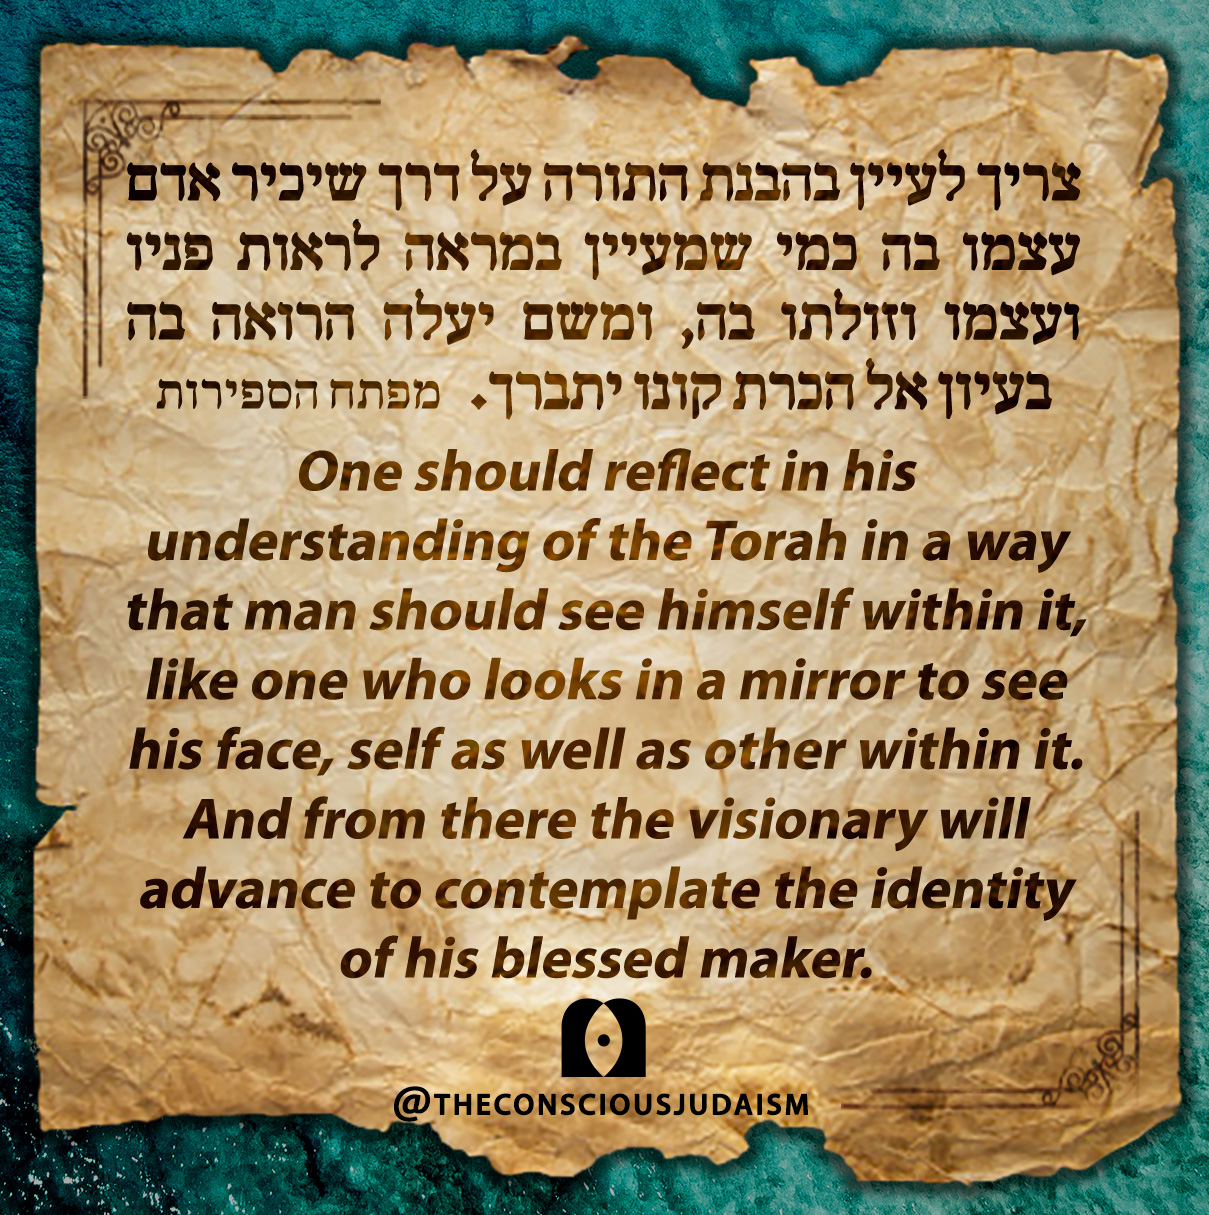 צריך לעיין בהבנת התורה על דרך שיכיר אדם
עצמו בה כמי שמעיין במראה לראות פניו
ועצמו וזולתו בה, ומשם יעלה הרואה בה
בעיון אל הכרת קונו יתברך. מפתח הספירות
One should reflect in his
understanding of the Torah in a way
that man should see himself within it,
like one who looks in a mirror to see
his face, self as well as other within it.
And from there the visionary will
advance to contemplate the identity
of his blessed maker.
@THECONSCIOUSJUDAISM